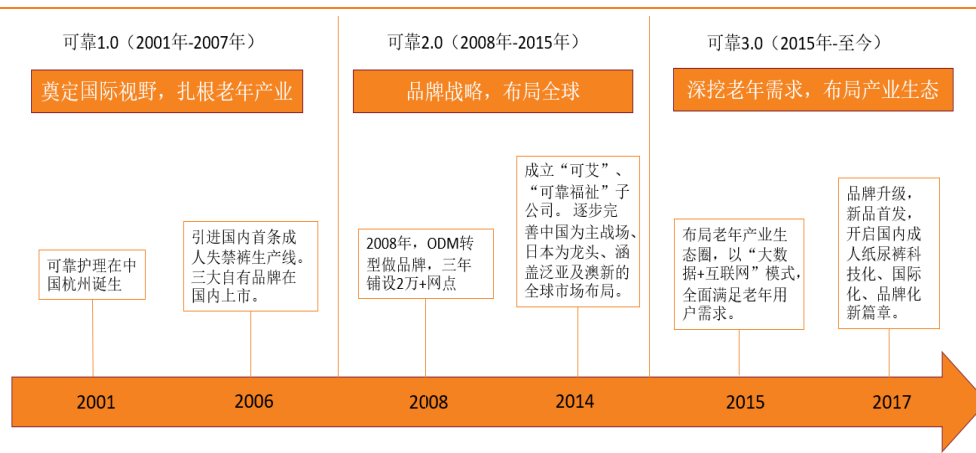 可靠1.0（2001年-2007年）
奠定国际视野，扎根老年产业
可靠护理在中
国杭州诞生
引进国内首条成
人失禁裤生产线。
三大自有品牌在
国内上市。
可靠2.0（2008年-2015年）
品牌战略，布局全球
2008年，ODM转
型做品牌，三年
铺设2万+网点
成立“可艾”、
“可靠福祉”子
公司。 逐步完
善中国为主战场、
日本为龙头、涵
盖泛亚及澳新的
全球市场布局。
可靠3.0（2015年-至今）
深挖老年需求，布局产业生态
布局老年产业生
态圈，以“大数
据+互联网”模式，
全面满足老年用
户需求。
品牌升级，
新品首发，
开启国内成
人纸尿裤科
技化、国际
化、品牌化
新篇章。
2001
2006
2008
2014
2015
2017